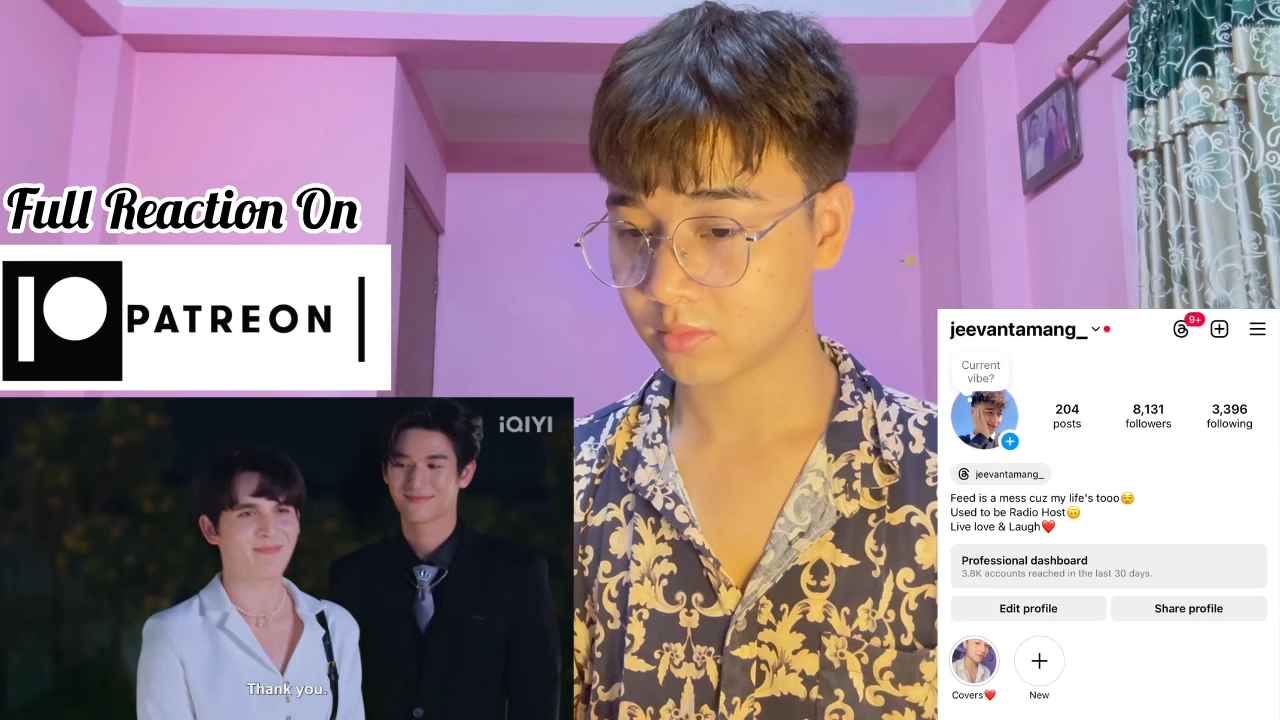 Full Reaction On
PATREON
iQIYI
Thank you.
jeevantamang_
9+
Current
vibe?
204
posts
8,131
followers
3,396
following
jeevantamang_
Feed is a mess cuz my life's tooo😌
Used to be Radio Host🙃
Live love & Laugh❤️
Professional dashboard
3.8K accounts reached in the last 30 days.
Edit profile
Share profile
Covers❤️
New